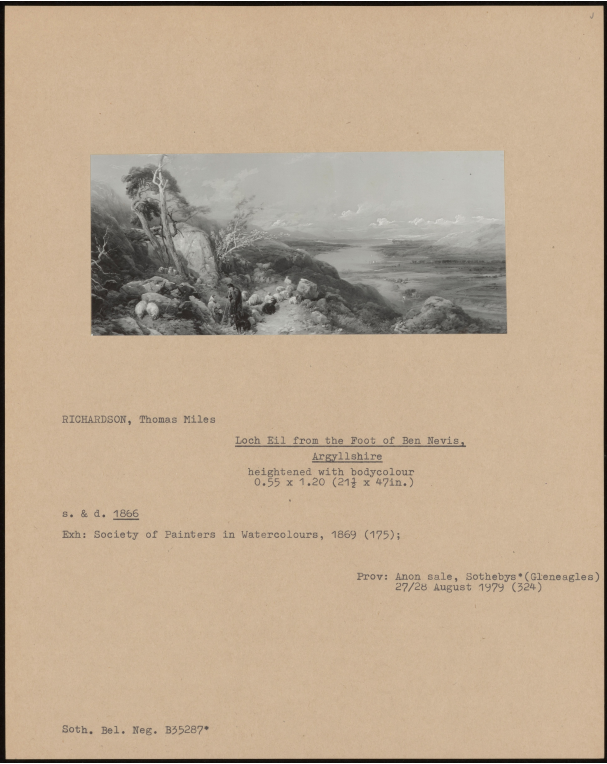 RICHARDSON, Thomas Miles
Loch Eil from the Foot of Ben Nevis,
Argyllshire
heightened with bodycolour
0.55 x 1.20 (21½ x 47in.)
s. & d. 1866
Exh: Society of Painters in Watercolours, 1869 (175);
Prov: Anon sale, Sothebys*(Gleneagles)
27/28 August 1979 (324)
Soth. Bel. Neg. B35287*